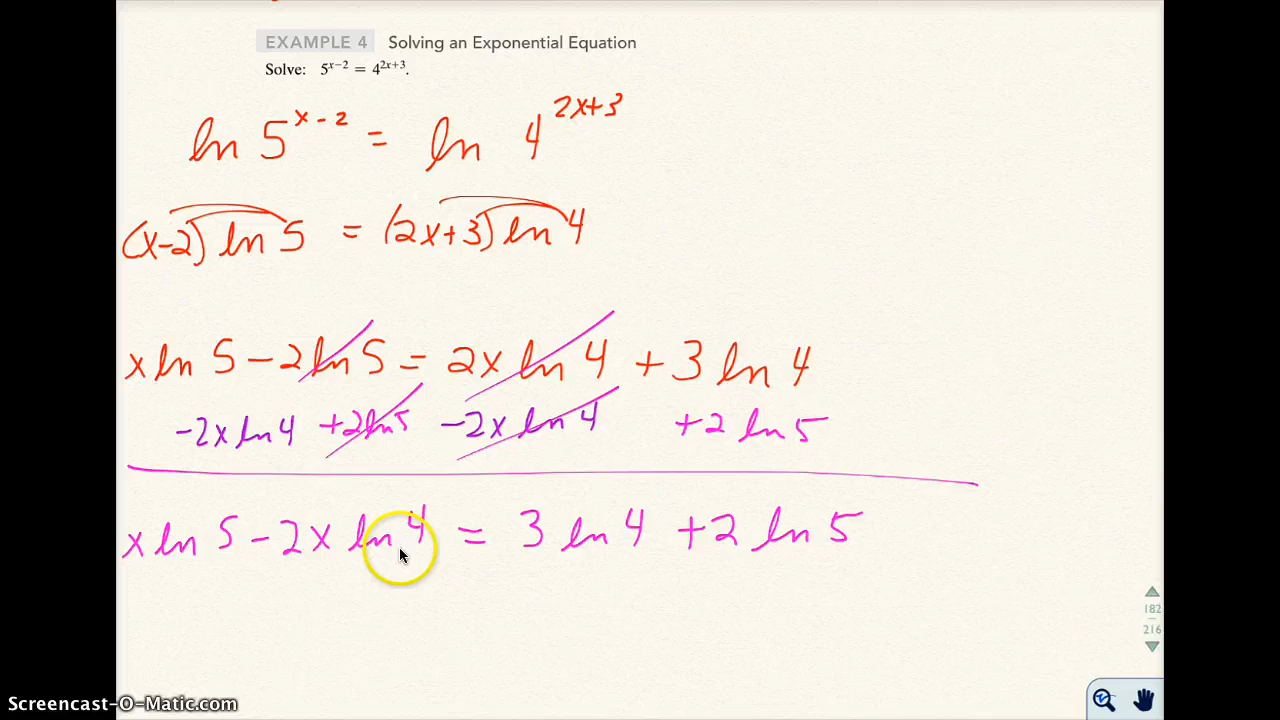 EXAMPLE 4 Solving an Exponential Equation
Solve: 5^{x−2} = 4^{2x+3}.
ln 5^{x-2} = ln 4^{2x+3}
(x-2) ln 5 = (2x+3) ln 4
x ln 5 - 2 ln 5 = 2x ln 4 + 3 ln 4
-2x ln 4 +2 ln 5 -2x ln 4 +2 ln 5
x ln 5 - 2x ln 4 = 3 ln 4 + 2 ln 5
182
216
Screencast-O-Matic.com